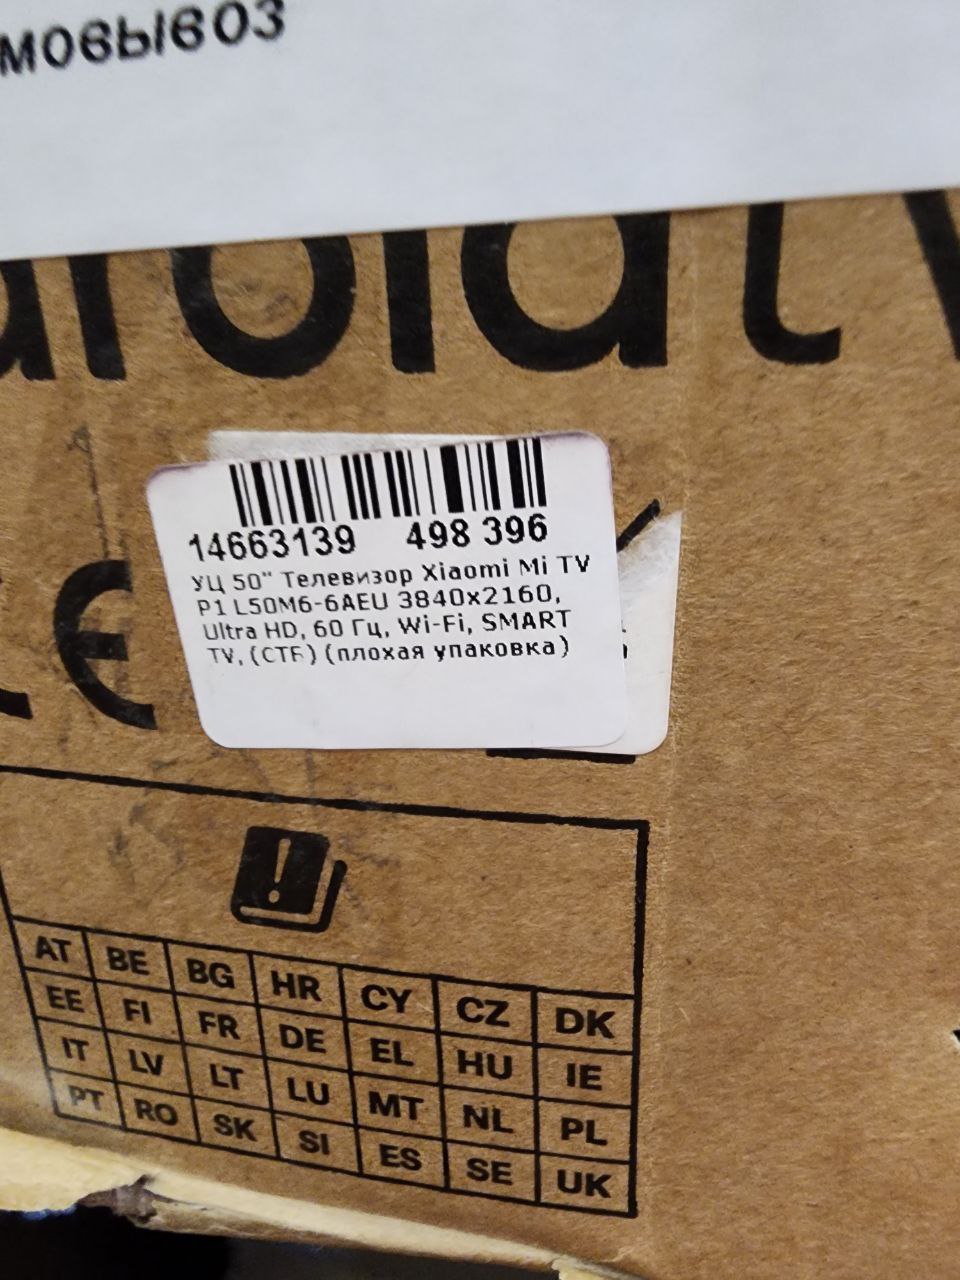 мовывоз
14663139 498 396
УЦ 50" Телевизор Xiaomi Mi TV
P1 L50M6-6AEU 3840x2160,
Ultra HD, 60 Гц, Wi-Fi, SMART
TV, (СТБ) (плохая упаковка)
AT BE BG HR CY CZ DK
EE FI FR DE EL HU IE
IT LV LT LU MT NL PL
PT RO SK SI ES SE UK